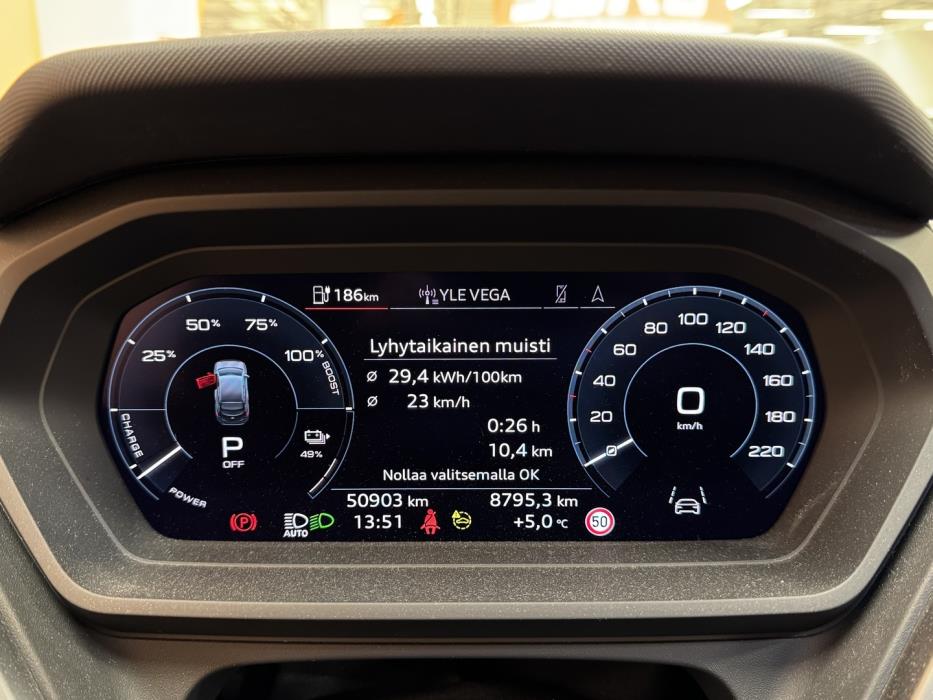 186km
YLE VEGA
25%
50%
75%
100%
BOOST
CHARGE
POWER
P
OFF
49%
Lyhytaikainen muisti
Ø 29,4 kWh/100km
Ø 23 km/h
0:26 h
10,4 km
Nollaa valitsemalla OK
50903 km 8795,3 km
AUTO
13:51 +5,0 °C
50
20
40
60
80
100
120
140
160
180
220
0
km/h